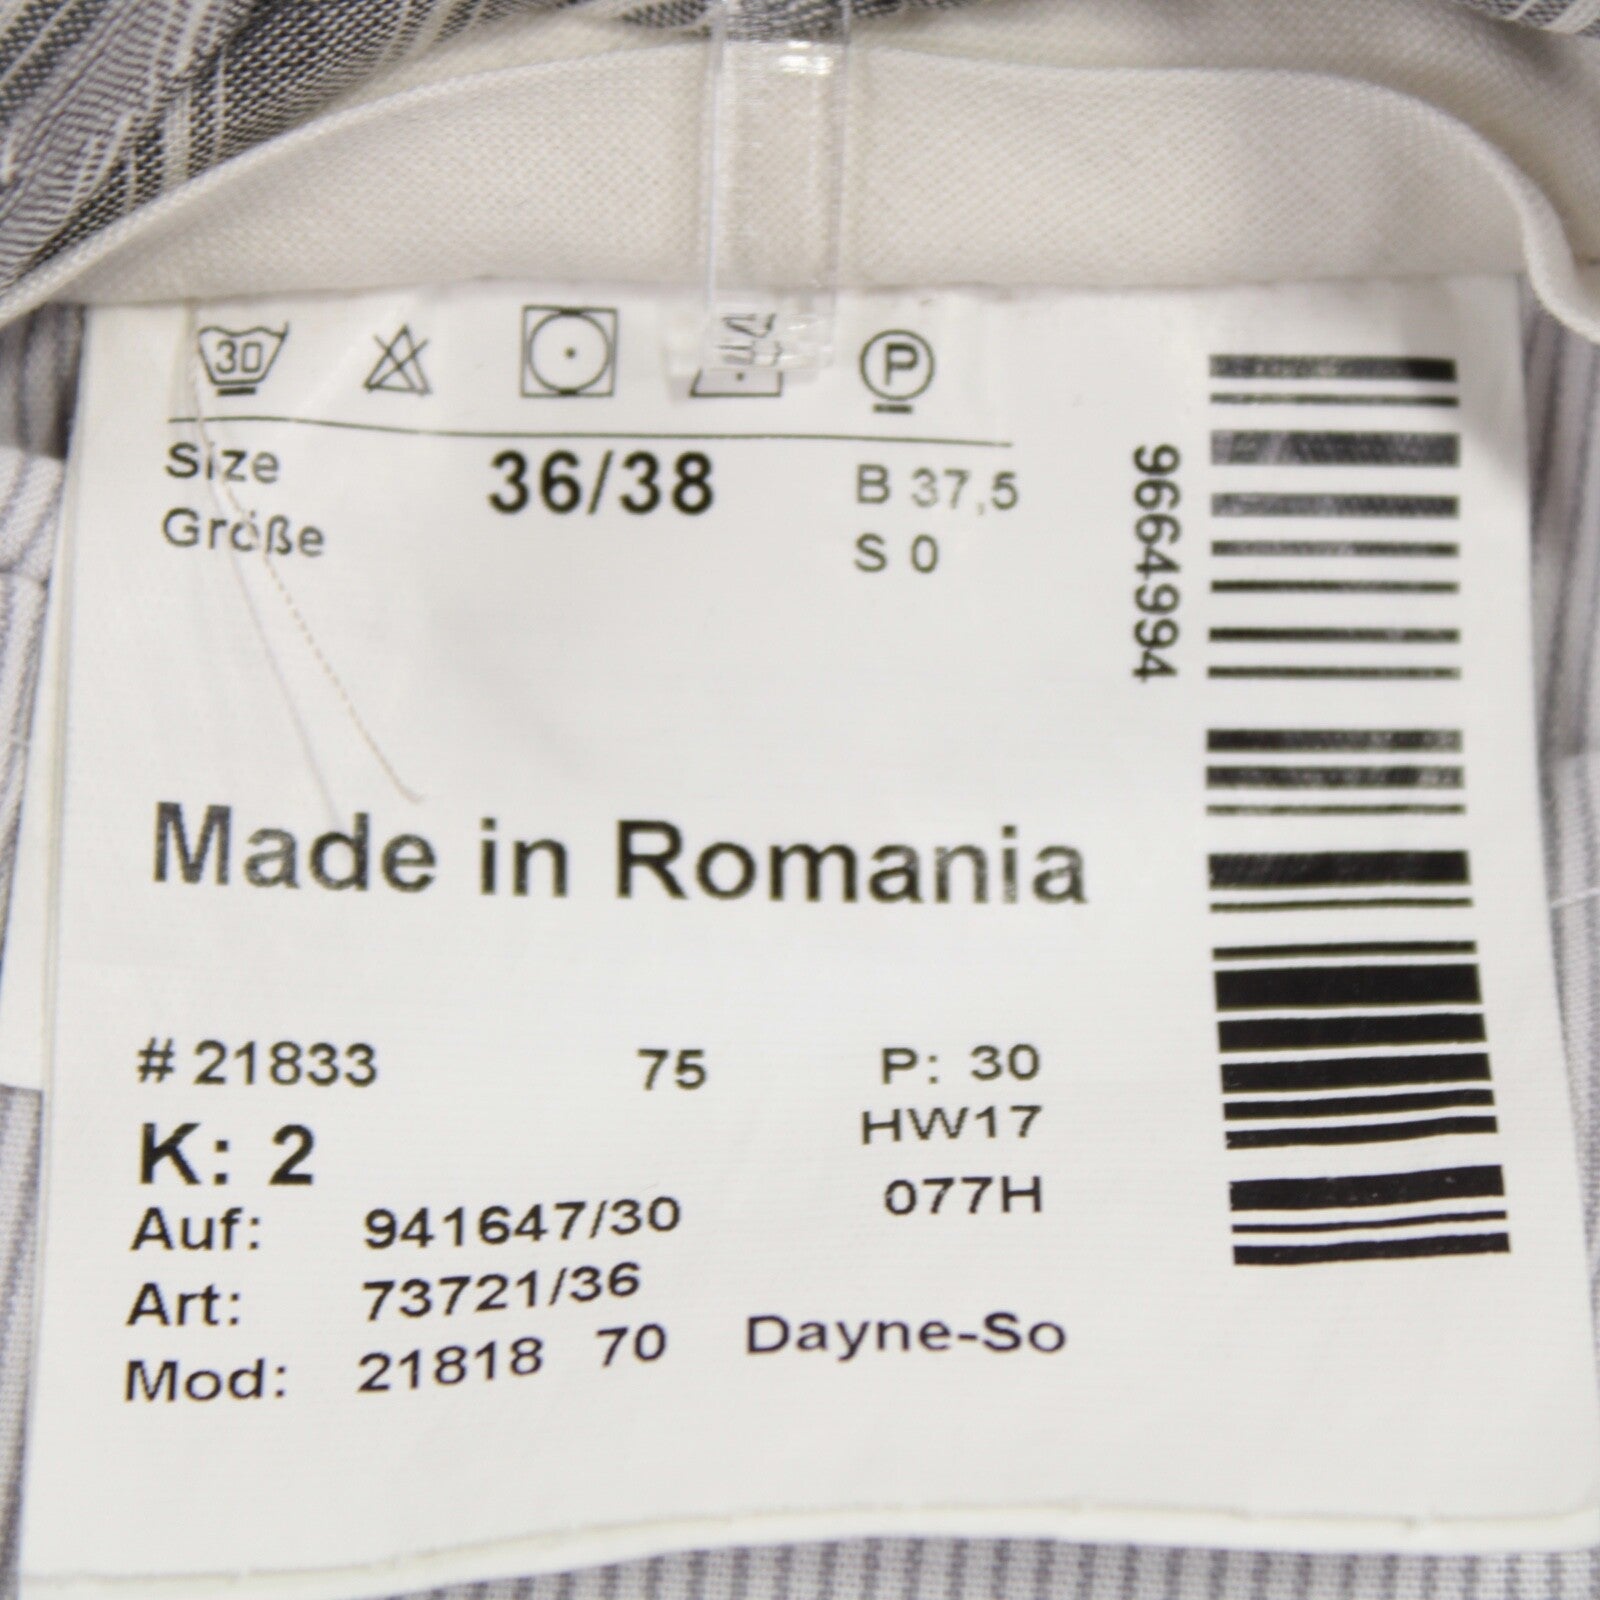 30 P
Size 36/38 B 37,5
Größe S 0
9664994
Made in Romania
# 21833 75 P: 30
K: 2 HW17
Auf: 941647/30 077H
Art: 73721/36
Mod: 21818 70 Dayne-So